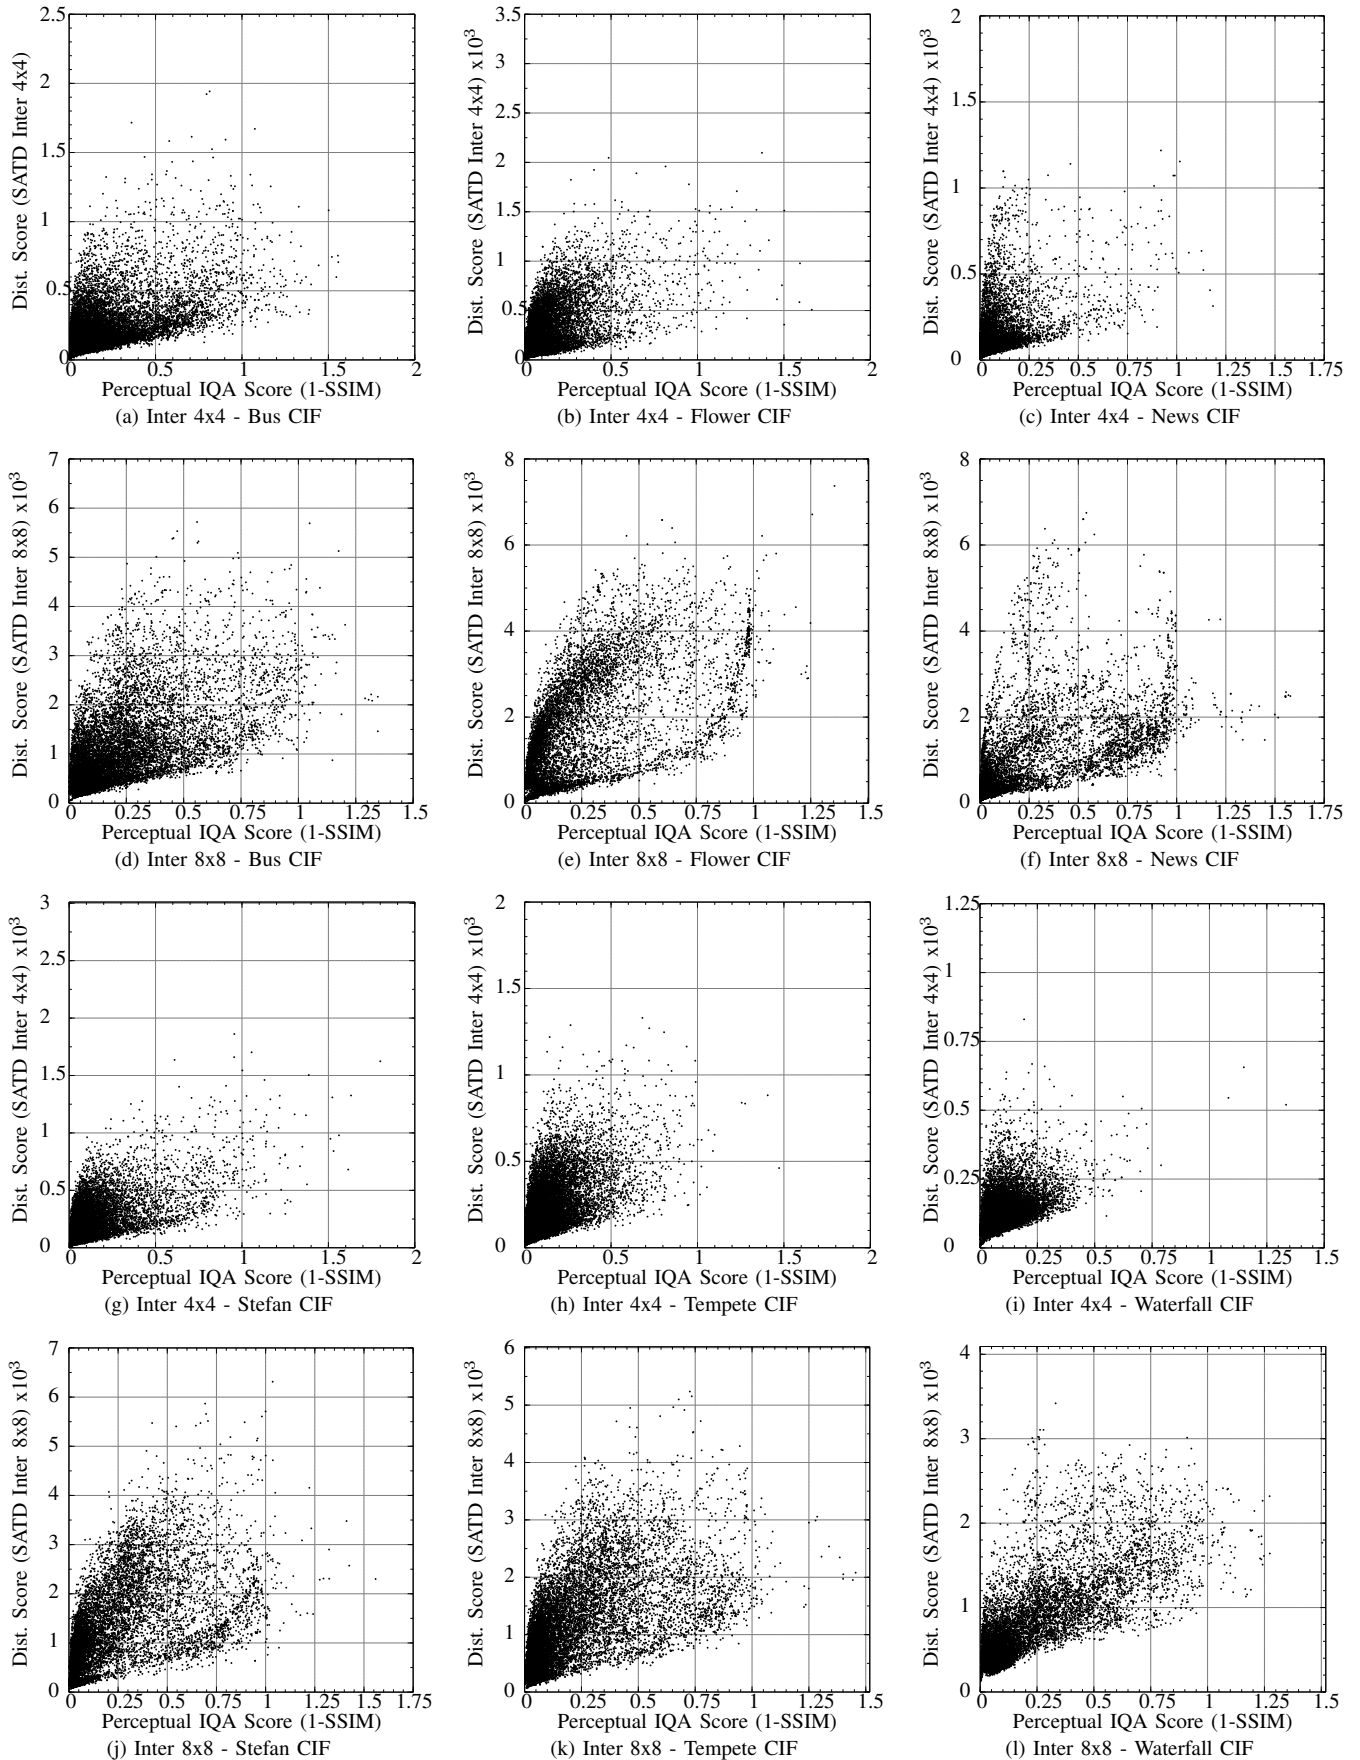 Dist. Score (SATD Inter 4x4)
2.5
2
1.5
1
0.5
0
0.5 1 1.5 2
Perceptual IQA Score (1-SSIM)
(a) Inter 4x4 - Bus CIF
Dist. Score (SATD Inter 4x4) x10³
3.5
3
2.5
2
1.5
1
0.5
0
0.5 1 1.5 2
Perceptual IQA Score (1-SSIM)
(b) Inter 4x4 - Flower CIF
Dist. Score (SATD Inter 4x4) x10³
2
1.5
1
0.5
0
0.25 0.5 0.75 1 1.25 1.5 1.75
Perceptual IQA Score (1-SSIM)
(c) Inter 4x4 - News CIF
Dist. Score (SATD Inter 8x8) x10³
7
6
5
4
3
2
1
0
0.25 0.5 0.75 1 1.25 1.5
Perceptual IQA Score (1-SSIM)
(d) Inter 8x8 - Bus CIF
Dist. Score (SATD Inter 8x8) x10³
8
6
4
2
0
0.25 0.5 0.75 1 1.25 1.5
Perceptual IQA Score (1-SSIM)
(e) Inter 8x8 - Flower CIF
Dist. Score (SATD Inter 8x8) x10³
8
6
4
2
0
0.25 0.5 0.75 1 1.25 1.5 1.75
Perceptual IQA Score (1-SSIM)
(f) Inter 8x8 - News CIF
Dist. Score (SATD Inter 4x4) x10³
3
2.5
2
1.5
1
0.5
0
0 0.5 1 1.5 2
Perceptual IQA Score (1-SSIM)
(g) Inter 4x4 - Stefan CIF
Dist. Score (SATD Inter 4x4) x10³
2
1.5
1
0.5
0
0 0.5 1 1.5 2
Perceptual IQA Score (1-SSIM)
(h) Inter 4x4 - Tempete CIF
Dist. Score (SATD Inter 4x4) x10³
1.25
1
0.75
0.5
0.25
0
0 0.25 0.5 0.75 1 1.25 1.5
Perceptual IQA Score (1-SSIM)
(i) Inter 4x4 - Waterfall CIF
Dist. Score (SATD Inter 8x8) x10³
7
6
5
4
3
2
1
0
0 0.25 0.5 0.75 1 1.25 1.5 1.75
Perceptual IQA Score (1-SSIM)
(j) Inter 8x8 - Stefan CIF
Dist. Score (SATD Inter 8x8) x10³
6
5
4
3
2
1
0
0 0.25 0.5 0.75 1 1.25 1.5
Perceptual IQA Score (1-SSIM)
(k) Inter 8x8 - Tempete CIF
Dist. Score (SATD Inter 8x8) x10³
4
3
2
1
0
0 0.25 0.5 0.75 1 1.25 1.5
Perceptual IQA Score (1-SSIM)
(l) Inter 8x8 - Waterfall CIF